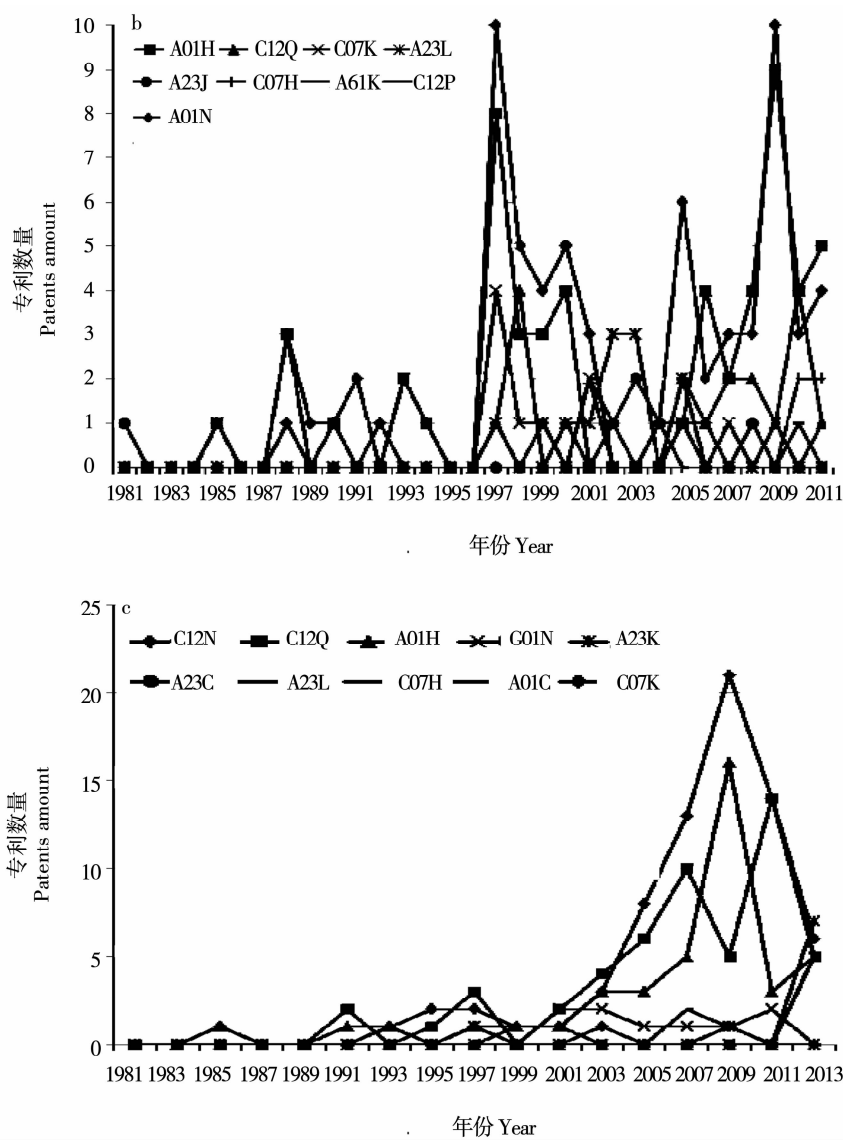 b
10
A01H C12Q C07K A23L
9
A23J C07H A61K C12P
8
A01N
7
6
5
4
3
2
1
0
专利数量
Patents amount
1981 1983 1985 1987 1989 1991 1993 1995 1997 1999 2001 2003 2005 2007 2009 2011
年份 Year
c
25
C12N C12Q A01H G01N A23K
A23C A23L C07H A01C C07K
20
15
10
5
0
专利数量
Patents amount
1981 1983 1985 1987 1989 1991 1993 1995 1997 1999 2001 2003 2005 2007 2009 2011 2013
年份 Year